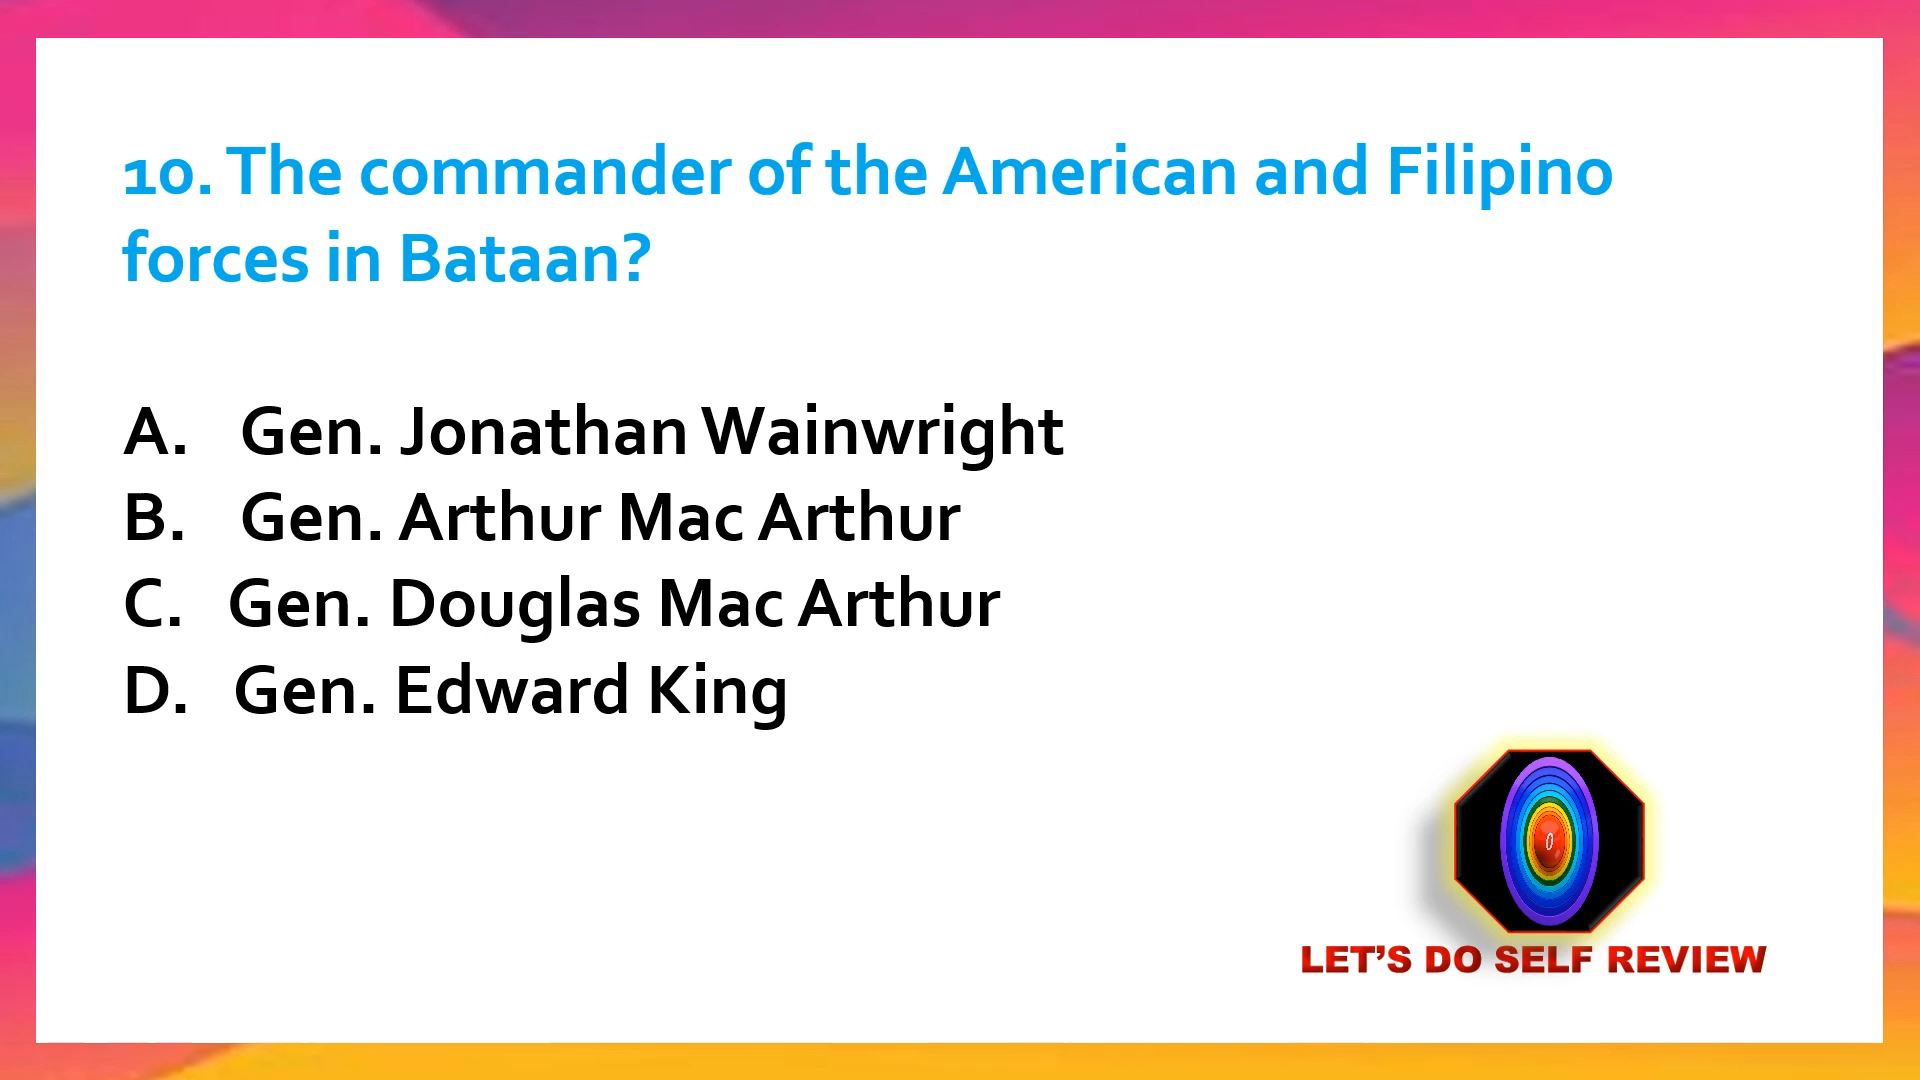 10. The commander of the American and Filipino
forces in Bataan?
A. Gen. Jonathan Wainwright
B. Gen. Arthur Mac Arthur
C. Gen. Douglas Mac Arthur
D. Gen. Edward King
0
LET'S DO SELF REVIEW